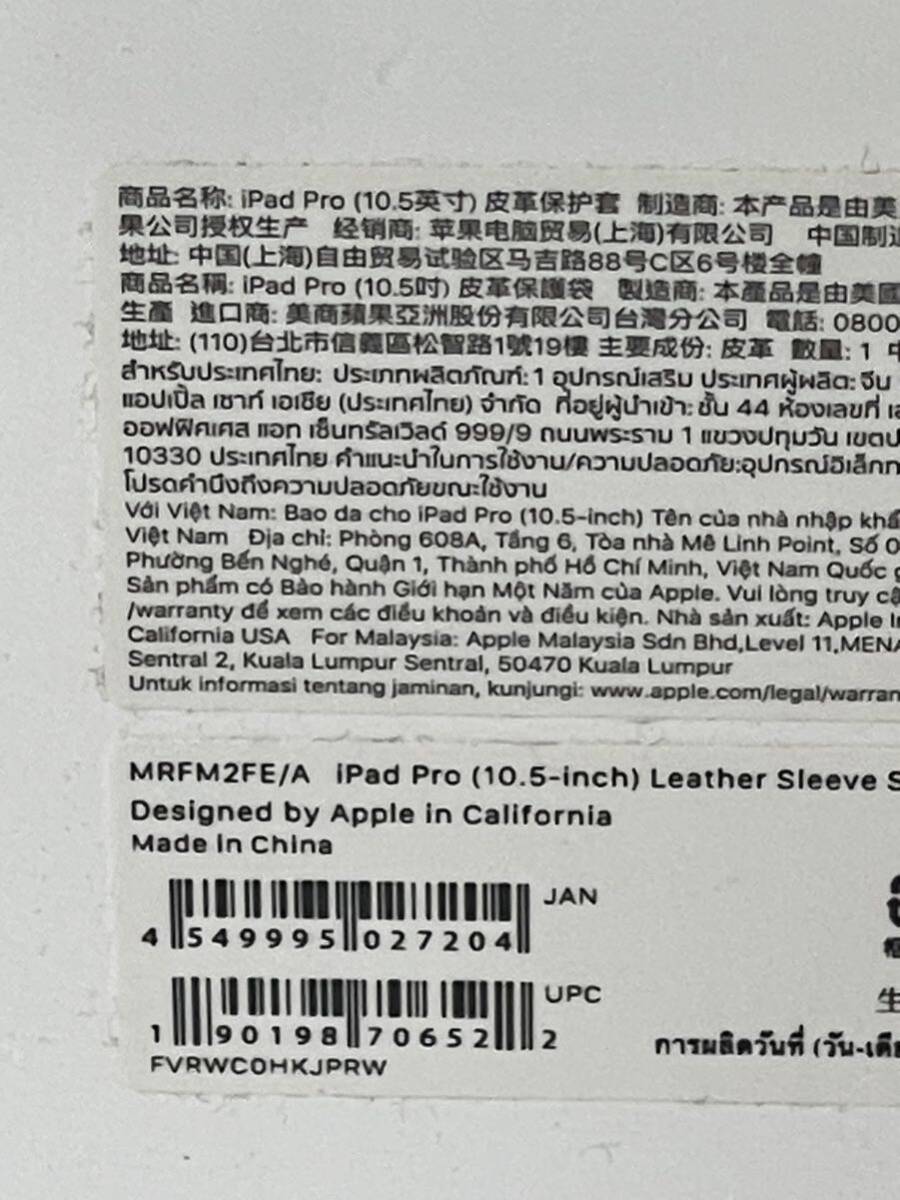 商品名称: iPad Pro (10.5英寸) 皮革保护套 制造商: 本产品是由美
果公司授权生产 经销商: 苹果电脑贸易(上海)有限公司 中国制造
地址: 中国(上海)自由贸易试验区马吉路88号C区6号楼全幢
商品名稱: iPad Pro (10.5吋) 皮革保護袋 製造商: 本產品是由美國
生產 進口商: 美商蘋果亞洲股份有限公司台灣分公司 電話: 0800
地址: (110)台北市信義區松智路1號19樓 主要成份: 皮革 數量: 1 中
สำหรับประเทศไทย: ประเภทผลิตภัณฑ์: 1 อุปกรณ์เสริม ประเทศผู้ผลิต: จีน
แอปเปิ้ล เซาท์ เอเชีย (ประเทศไทย) จำกัด ที่อยู่ผู้นำเข้า: ชั้น 44 ห้องเลขที่
ออฟฟิศเศส แอท เซ็นทรัลเวิลด์ 999/9 ถนนพระราม 1 แขวงปทุมวัน เขตป
10330 ประเทศไทย คำแนะนำในการใช้งาน/ความปลอดภัย:อุปกรณ์อิเล็กท
โปรดคำนึงถึงความปลอดภัยขณะใช้งาน
Với Việt Nam: Bao da cho iPad Pro (10.5-inch) Tên của nhà nhập khẩ
Việt Nam Địa chỉ: Phòng 608A, Tầng 6, Tòa nhà Mê Linh Point, Số 0
Phường Bến Nghé, Quận 1, Thành phố Hồ Chí Minh, Việt Nam Quốc g
Sản phẩm có Bảo hành Giới hạn Một Năm của Apple. Vui lòng truy cậ
/warranty để xem các điều khoản và điều kiện. Nhà sản xuất: Apple In
California USA For Malaysia: Apple Malaysia Sdn Bhd,Level 11,MENA
Sentral 2, Kuala Lumpur Sentral, 50470 Kuala Lumpur
Untuk informasi tentang jaminan, kunjungi: www.apple.com/legal/warran
MRFM2FE/A iPad Pro (10.5-inch) Leather Sleeve S
Designed by Apple in California
Made in China
JAN
4 549995 027204
UPC
1 90198 70652 2
FVRWC0HKJPRW
生
การผลิตวันที่ (วัน-เดื